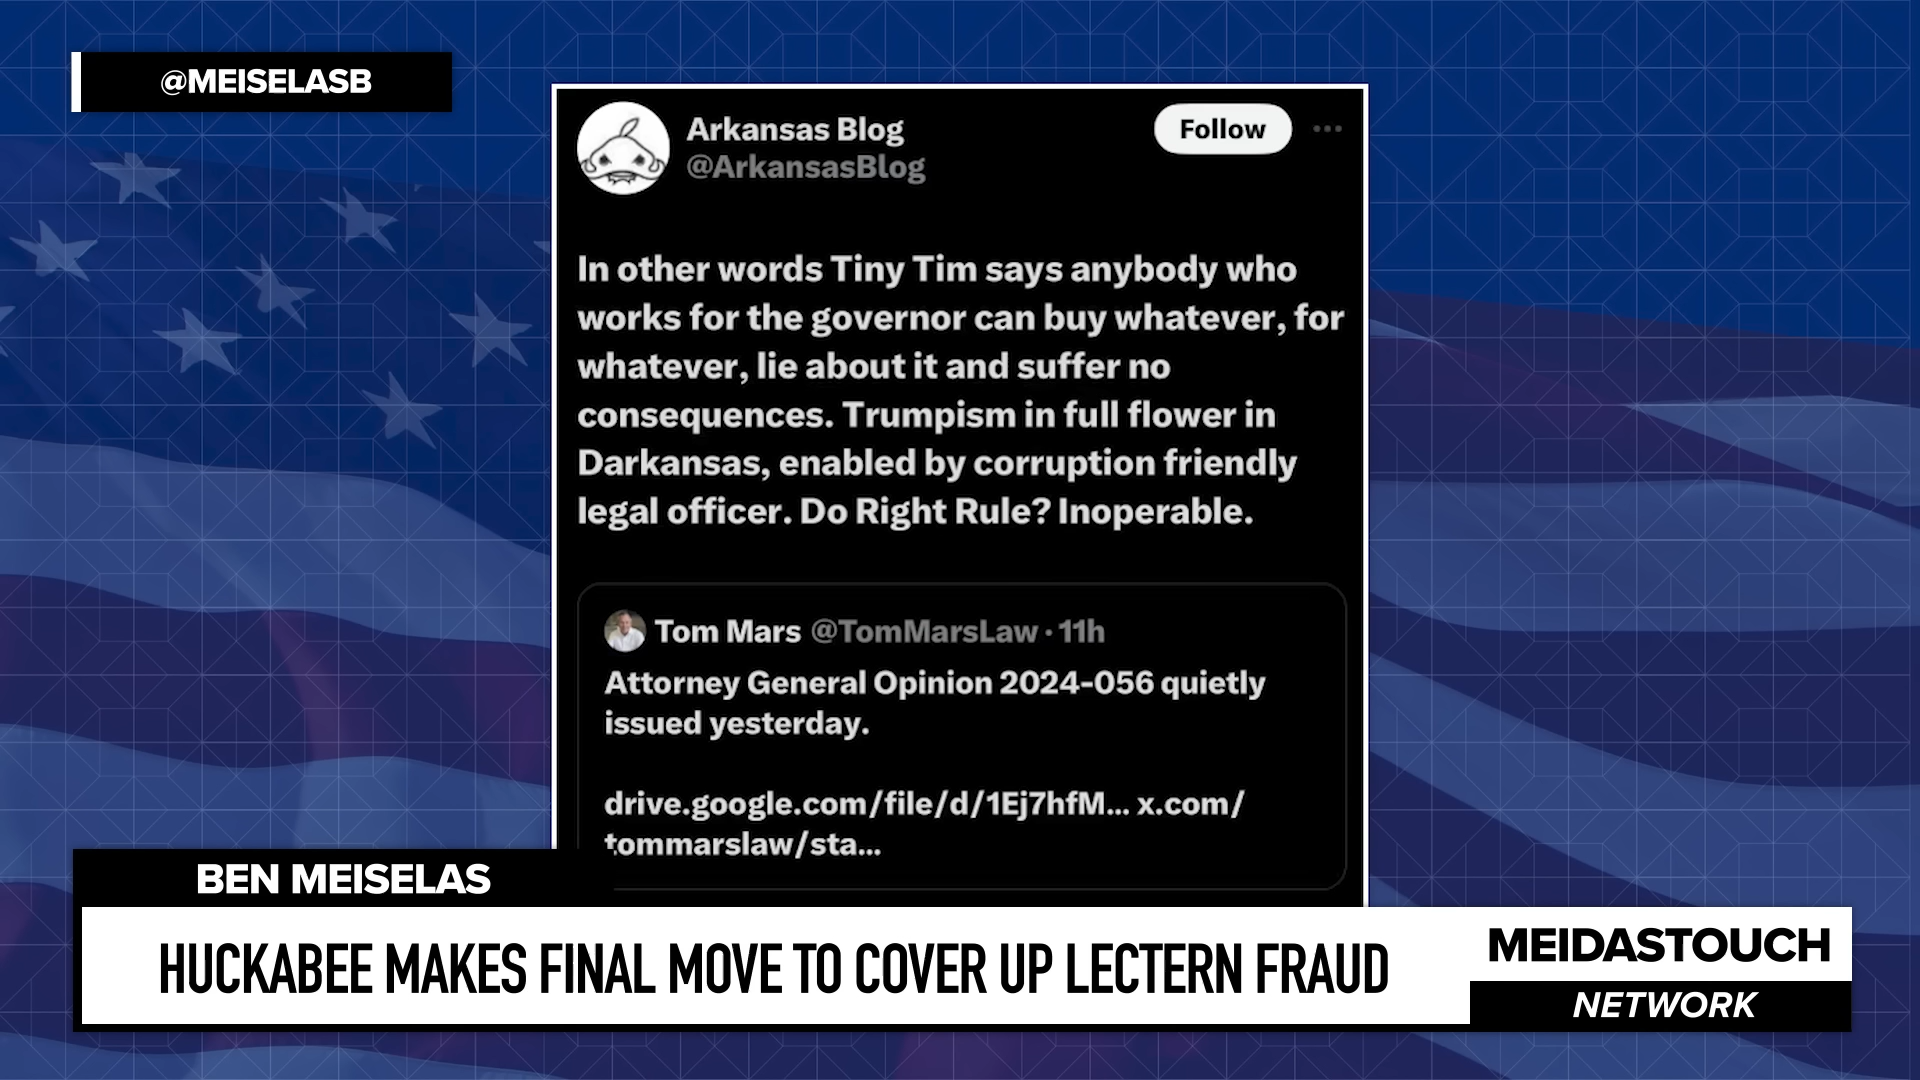 @MEISELASB
Arkansas Blog
@ArkansasBlog
Follow
In other words Tiny Tim says anybody who
works for the governor can buy whatever, for
whatever, lie about it and suffer no
consequences. Trumpism in full flower in
Darkansas, enabled by corruption friendly
legal officer. Do Right Rule? Inoperable.
Tom Mars @TomMarsLaw · 11h
Attorney General Opinion 2024-056 quietly
issued yesterday.
drive.google.com/file/d/1Ej7hfM... x.com/
tommarslaw/sta...
BEN MEISELAS
HUCKABEE MAKES FINAL MOVE TO COVER UP LECTERN FRAUD
MEIDASTOUCH
NETWORK